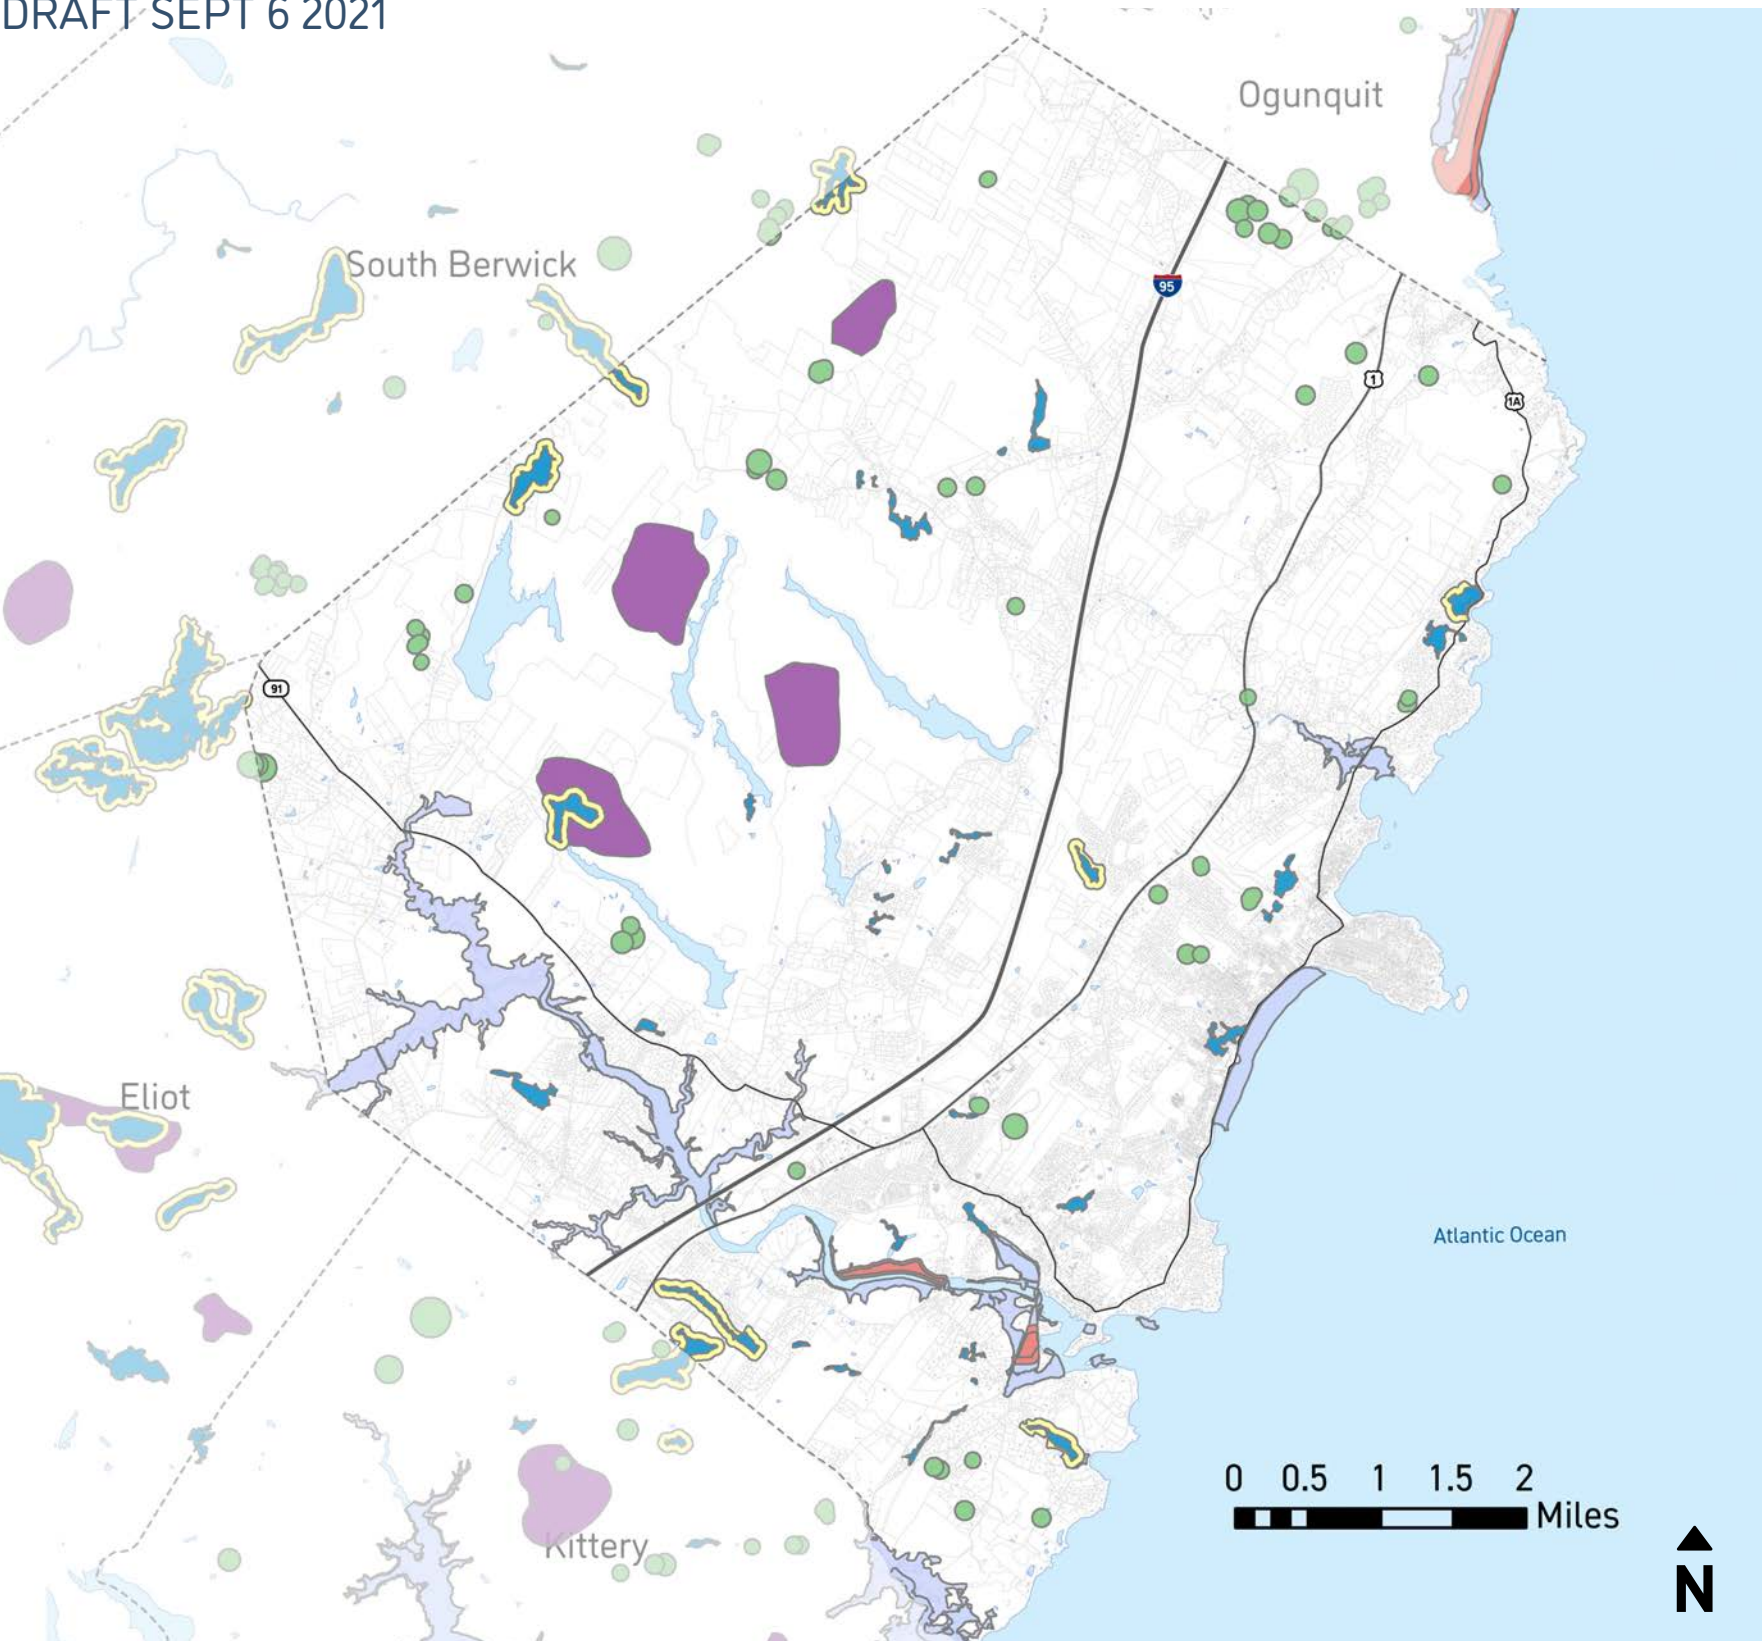 DRAFT SEPT 6 2021
Ogunquit
South Berwick
95
1
1A
91
Eliot
Atlantic Ocean
0 0.5 1 1.5 2
Miles
Kittery
N